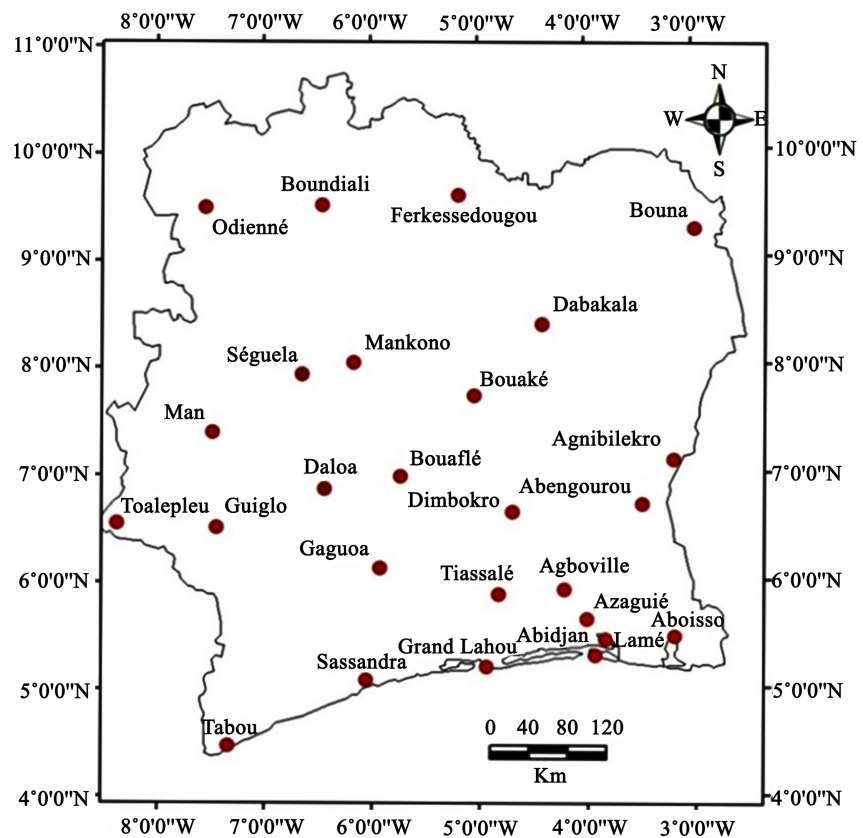 8°0'0"W 7°0'0"W 6°0'0"W 5°0'0"W 4°0'0"W 3°0'0"W
11°0'0"N
N
W E
S
10°0'0"N 10°0'0"N
Boundiali
Odienné
Ferkessedougou
Bouna
9°0'0"N 9°0'0"N
Dabakala
Mankono
Séguela
8°0'0"N 8°0'0"N
Bouaké
Man
Agnibilekro
Bouaflé
Daloa
7°0'0"N 7°0'0"N
Abengourou
Dimbokro
Toalepleu Guiglo
Gaguoa
Agboville
Tiassalé
6°0'0"N 6°0'0"N
Azaguié
Aboisso
Abidjan Lamé
Grand Lahou
Sassandra
5°0'0"N 5°0'0"N
Tabou
0 40 80 120
Km
4°0'0"N 4°0'0"N
8°0'0"W 7°0'0"W 6°0'0"W 5°0'0"W 4°0'0"W 3°0'0"W